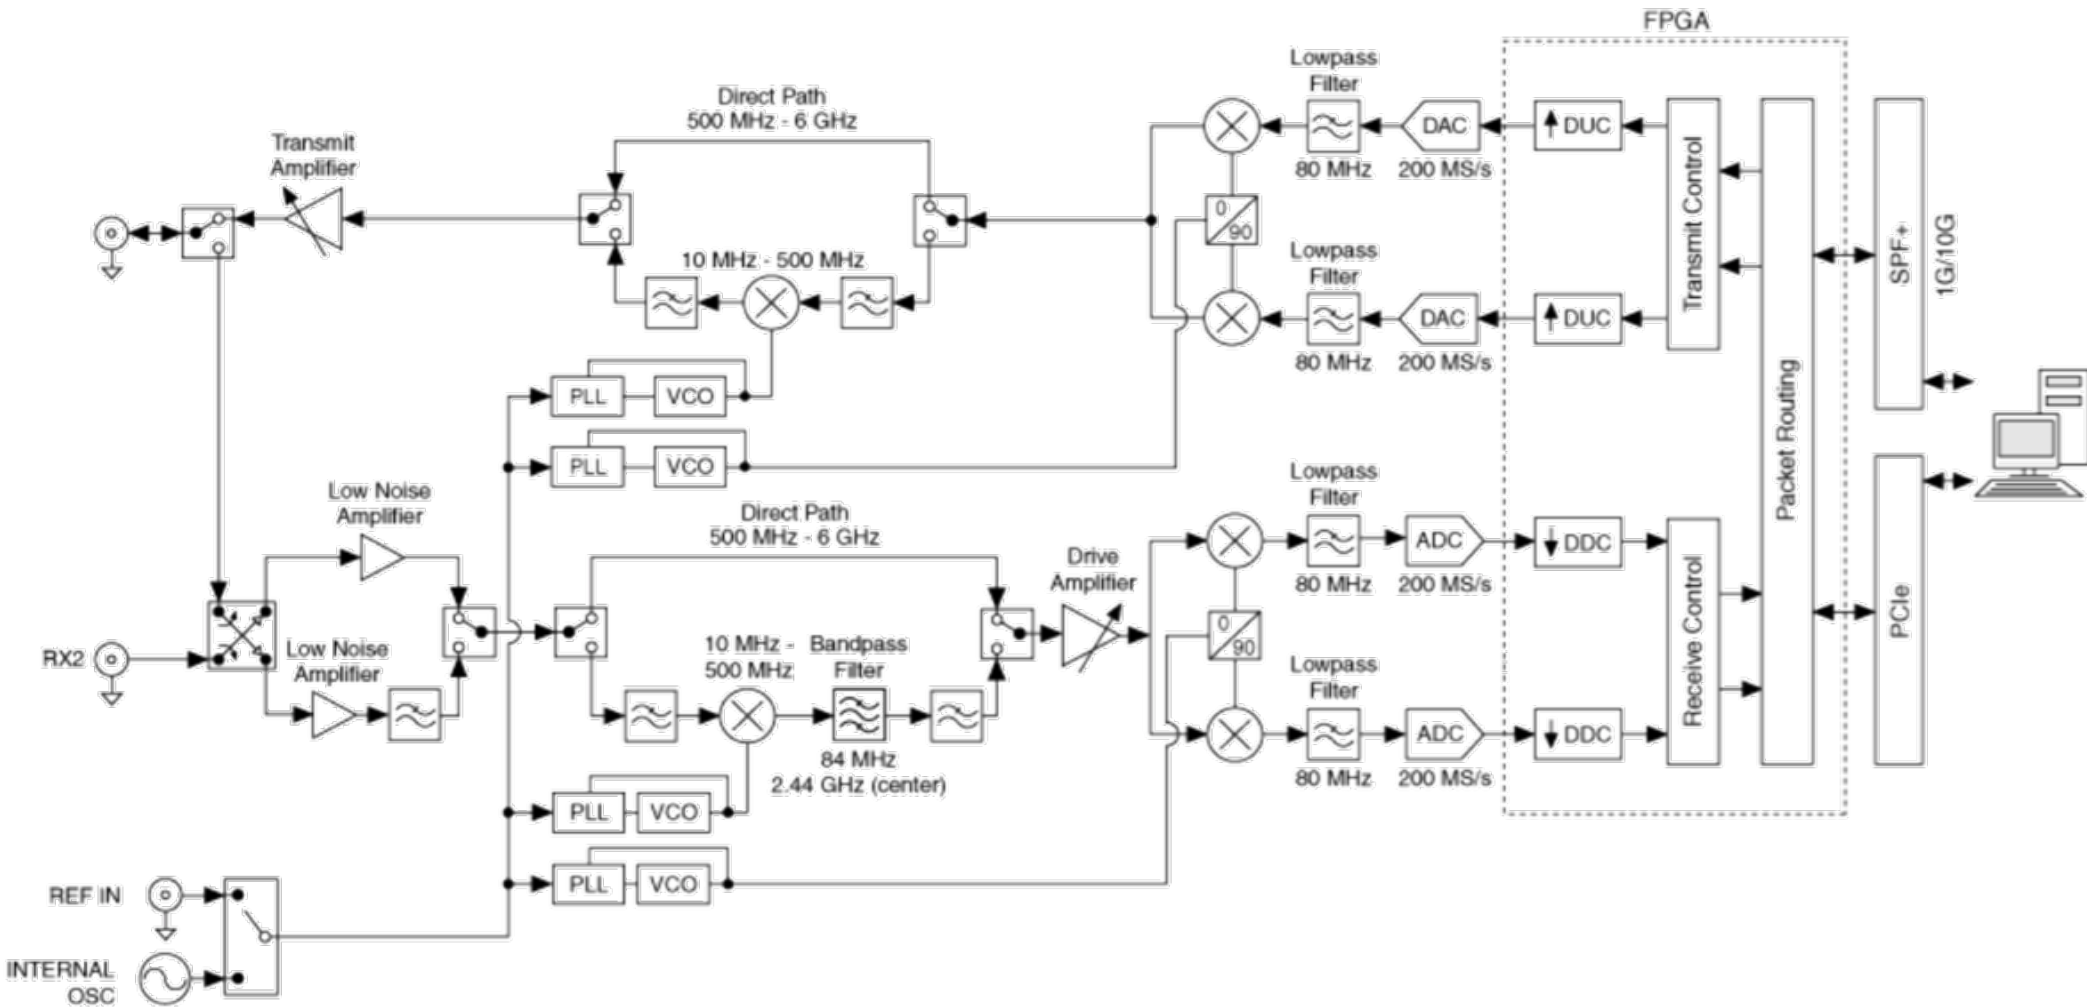 FPGA
Lowpass
Filter
Direct Path
500 MHz - 6 GHz
Transmit
Amplifier
DAC
DUC
80 MHz
200 MS/s
Transmit Control
0
90
10 MHz - 500 MHz
Lowpass
Filter
DAC
DUC
80 MHz
200 MS/s
SPF+
1G/10G
PLL
VCO
PLL
VCO
Packet Routing
Low Noise
Amplifier
Direct Path
500 MHz - 6 GHz
Lowpass
Filter
Drive
Amplifier
ADC
DDC
80 MHz
200 MS/s
Receive Control
PCIe
0
90
RX2
Low Noise
Amplifier
10 MHz -
500 MHz
Bandpass
Filter
84 MHz
2.44 GHz (center)
Lowpass
Filter
ADC
DDC
80 MHz
200 MS/s
PLL
VCO
PLL
VCO
REF IN
INTERNAL
OSC